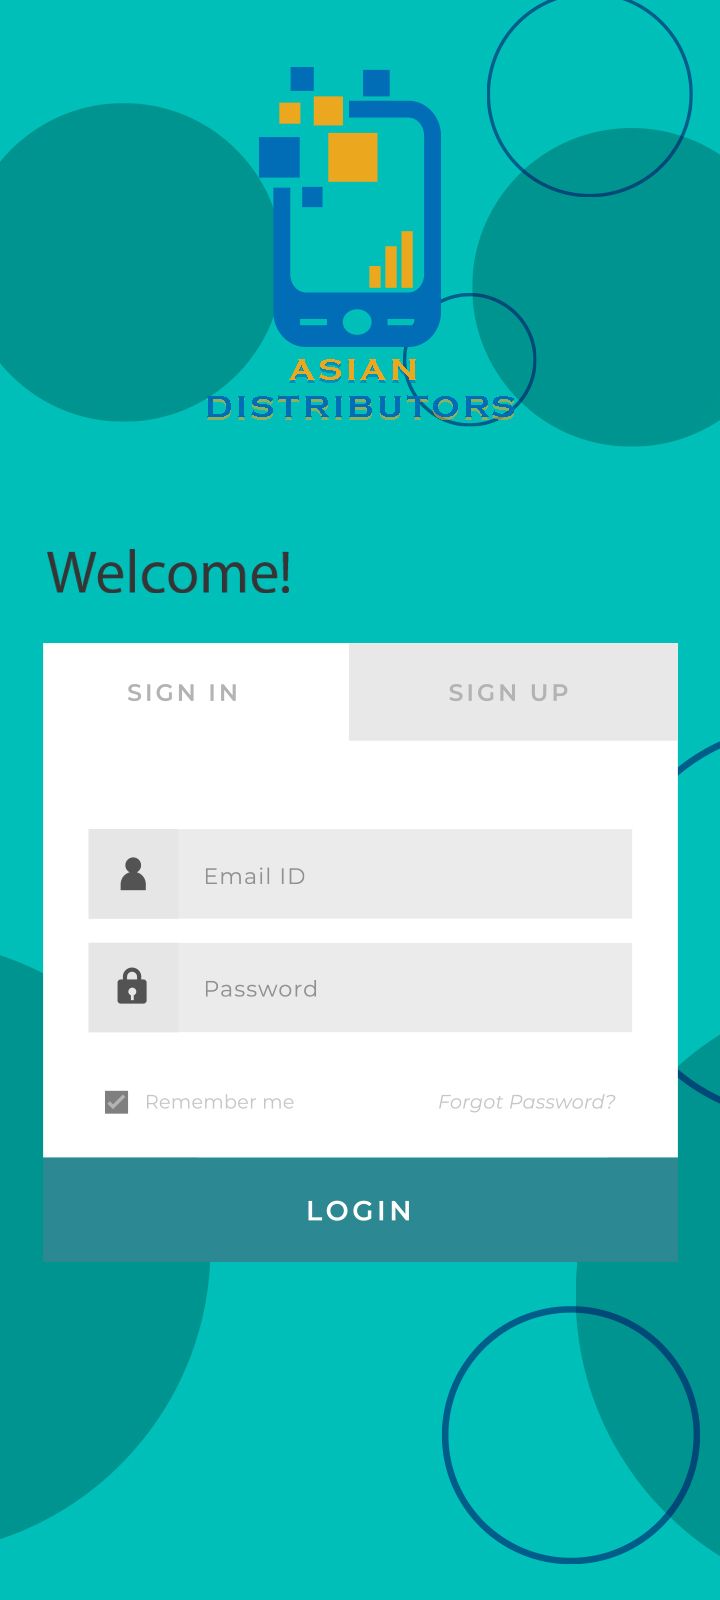 ASIAN
DISTRIBUTORS
Welcome!
SIGN IN SIGN UP
Email ID
Password
Remember me Forgot Password?
LOGIN